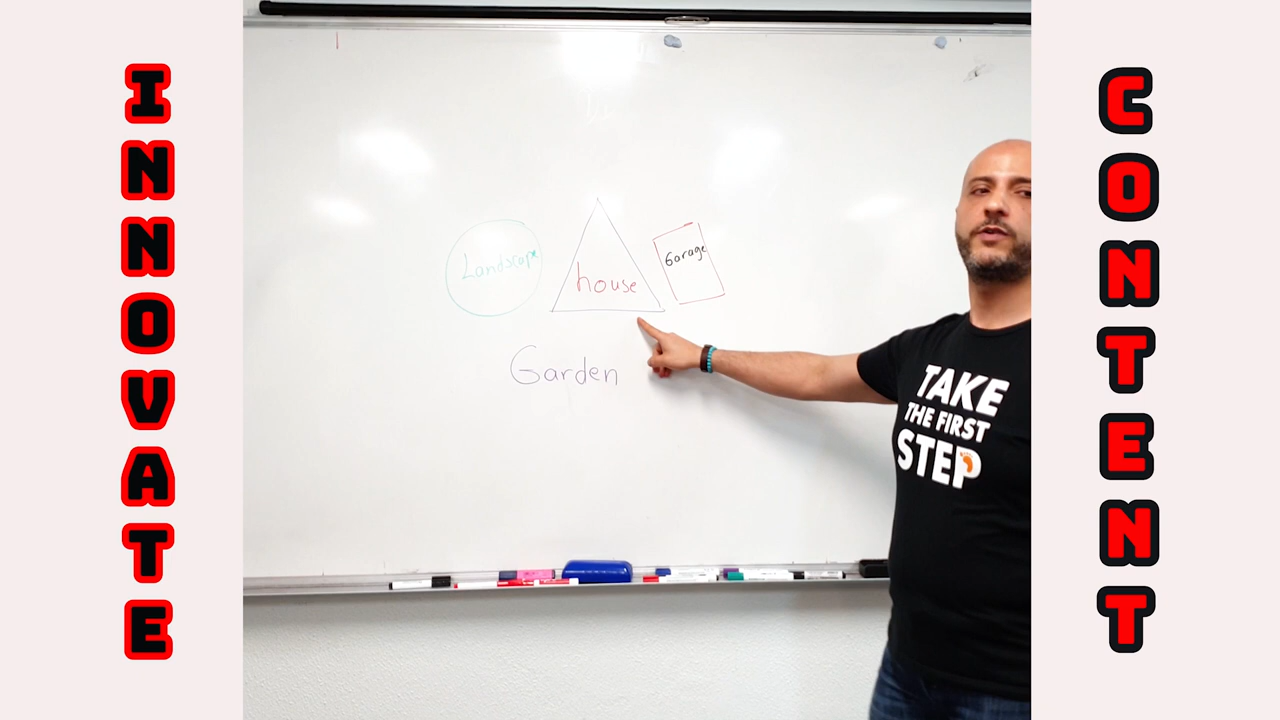 INNOVATE
Landscape
house
Garage
Garden
TAKE
THE FIRST
STEP
CONTENT